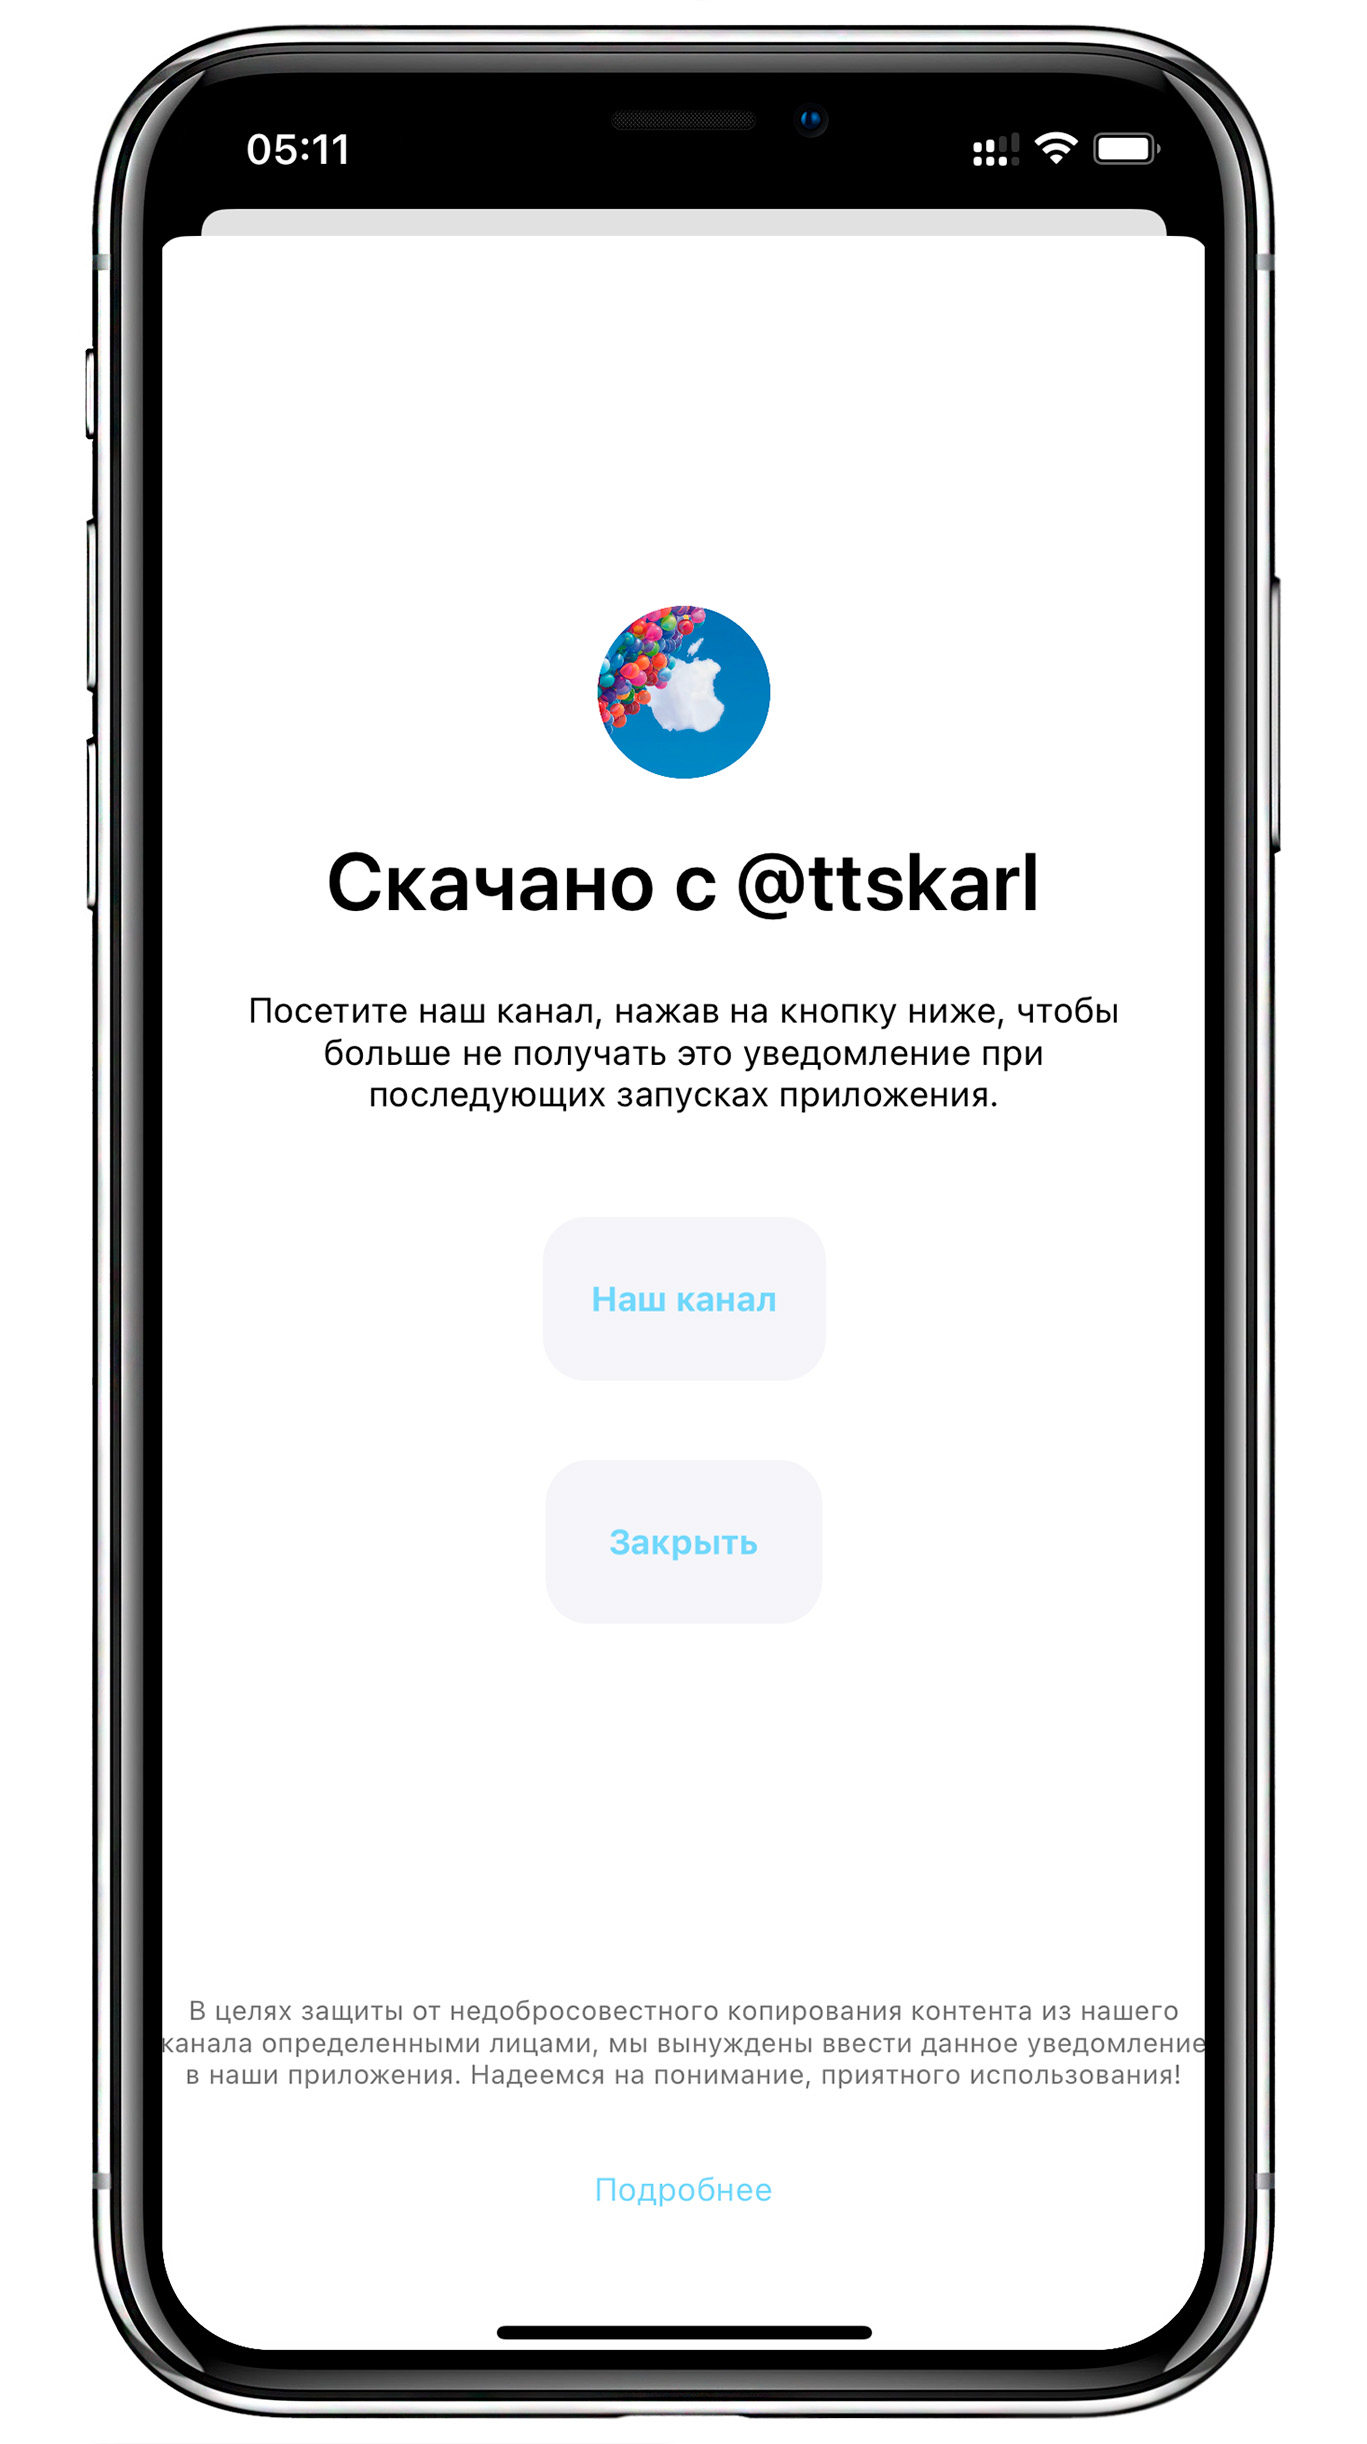 05:11
Скачано с @ttskarl
Посетите наш канал, нажав на кнопку ниже, чтобы
больше не получать это уведомление при
последующих запусках приложения.
Наш канал
Закрыть
В целях защиты от недобросовестного копирования контента из нашего
канала определенными лицами, мы вынуждены ввести данное уведомление
в наши приложения. Надеемся на понимание, приятного использования!
Подробнее